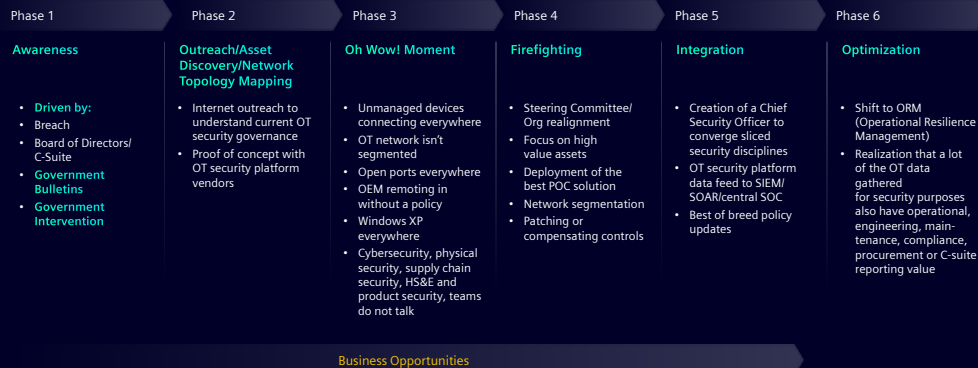 Phase 1
Phase 2
Phase 3
Phase 4
Phase 5
Phase 6
Awareness
• Driven by:
• Breach
• Board of Directors/
C-Suite
• Government
Bulletins
• Government
Intervention
Outreach/Asset
Discovery/Network
Topology Mapping
• Internet outreach to
understand current OT
security governance
• Proof of concept with
OT security platform
vendors
Oh Wow! Moment
• Unmanaged devices
connecting everywhere
• OT network isn’t
segmented
• Open ports everywhere
• OEM remoting in
without a policy
• Windows XP
everywhere
• Cybersecurity, physical
security, supply chain
security, HS&E and
product security, teams
do not talk
Firefighting
• Steering Committee/
Org realignment
• Focus on high
value assets
• Deployment of the
best POC solution
• Network segmentation
• Patching or
compensating controls
Integration
• Creation of a Chief
Security Officer to
converge sliced
security disciplines
• OT security platform
data feed to SIEM/
SOAR/central SOC
• Best of breed policy
updates
Optimization
• Shift to ORM
(Operational Resilience
Management)
• Realization that a lot
of the OT data
gathered
for security purposes
also have operational,
engineering, main-
tenance, compliance,
procurement or C-suite
reporting value
Business Opportunities